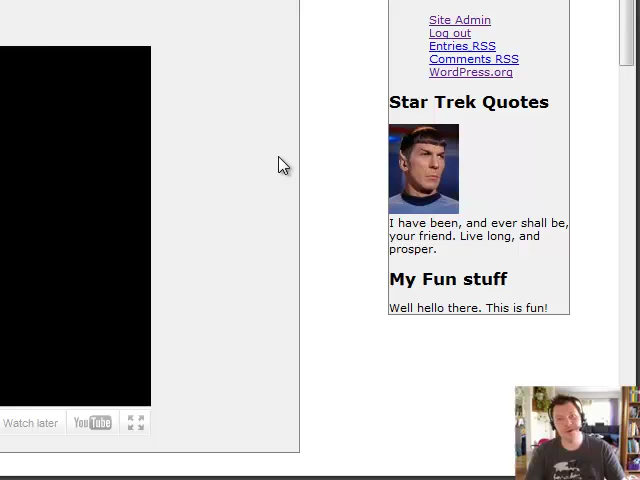 Site Admin
Log out
Entries RSS
Comments RSS
WordPress.org
Star Trek Quotes
I have been, and ever shall be,
your friend. Live long, and
prosper.
My Fun stuff
Well hello there. This is fun!
Watch later
YouTube